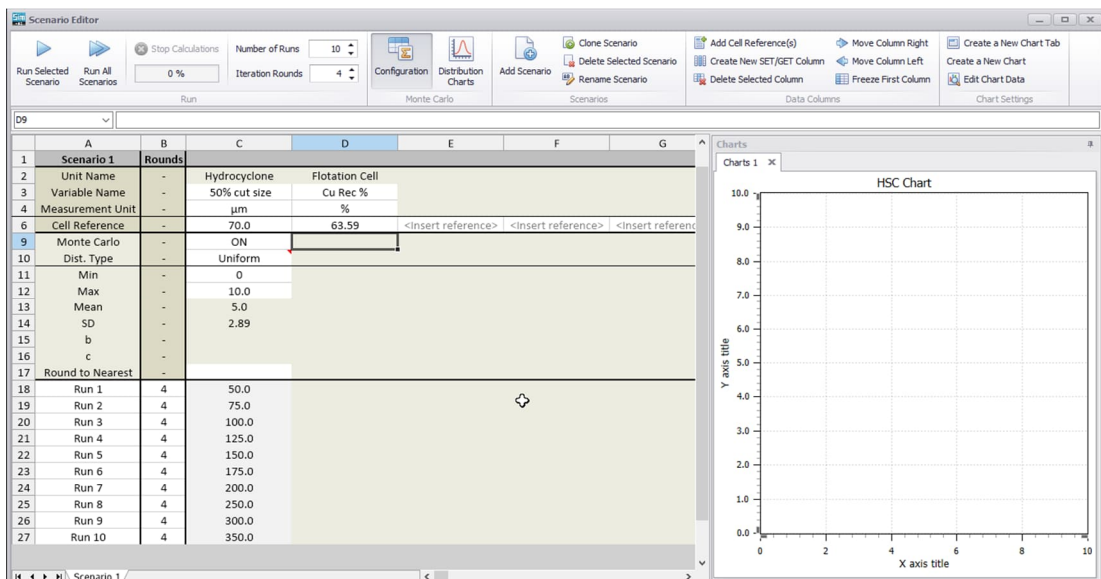 Scenario Editor
Run Selected Scenario
Run All Scenarios
Stop Calculations
0 %
Number of Runs 10
Iteration Rounds 4
Run
Configuration
Distribution Charts
Monte Carlo
Add Scenario
Clone Scenario
Delete Selected Scenario
Rename Scenario
Scenarios
Add Cell Reference(s)
Create New SET/GET Column
Delete Selected Column
Move Column Right
Move Column Left
Freeze First Column
Data Columns
Create a New Chart Tab
Create a New Chart
Edit Chart Data
Chart Settings
D9
A B C D E F G
1 Scenario 1 Rounds
2 Unit Name - Hydrocyclone Flotation Cell
3 Variable Name - 50% cut size Cu Rec %
4 Measurement Unit - µm %
6 Cell Reference - 70.0 63.59 <Insert reference> <Insert reference> <Insert referenc
9 Monte Carlo - ON
10 Dist. Type - Uniform
11 Min - 0
12 Max - 10.0
13 Mean - 5.0
14 SD - 2.89
15 b -
16 c -
17 Round to Nearest -
18 Run 1 4 50.0
19 Run 2 4 75.0
20 Run 3 4 100.0
21 Run 4 4 125.0
22 Run 5 4 150.0
23 Run 6 4 175.0
24 Run 7 4 200.0
25 Run 8 4 250.0
26 Run 9 4 300.0
27 Run 10 4 350.0
Scenario 1
Charts
Charts 1
HSC Chart
10.0
9.0
8.0
7.0
6.0
5.0
4.0
3.0
2.0
1.0
0.0
Y axis title
0 2 4 6 8 10
X axis title